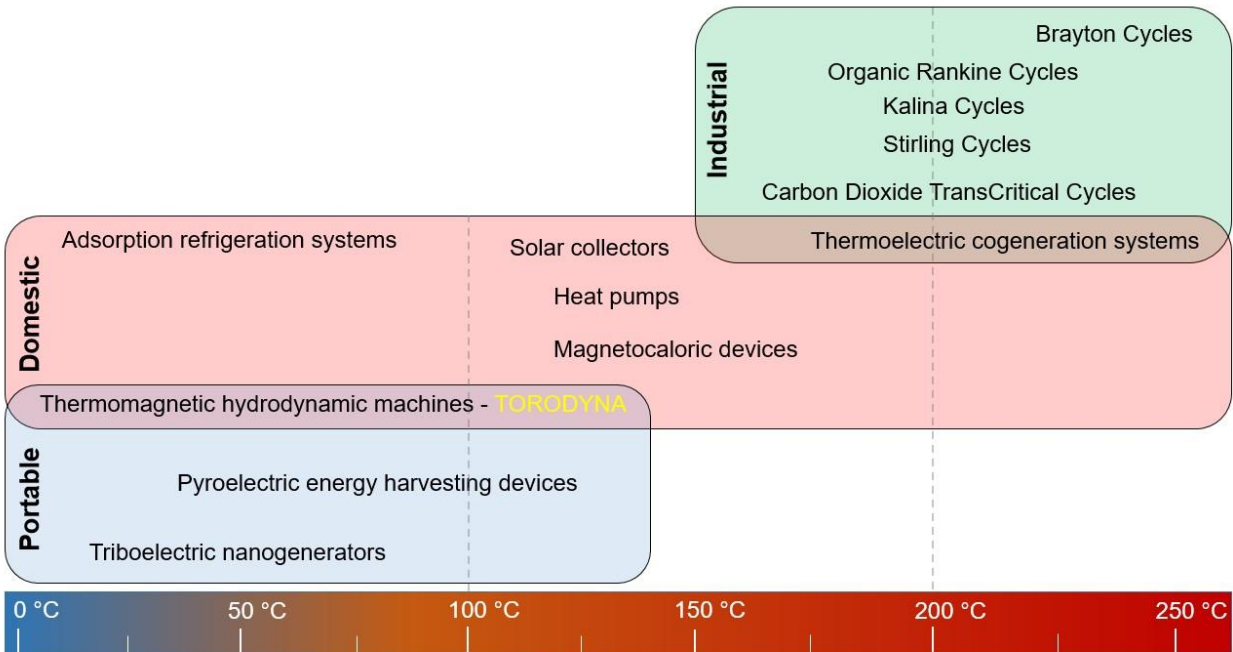 Industrial
Brayton Cycles
Organic Rankine Cycles
Kalina Cycles
Stirling Cycles
Carbon Dioxide TransCritical Cycles
Thermoelectric cogeneration systems
Domestic
Adsorption refrigeration systems
Solar collectors
Heat pumps
Magnetocaloric devices
Thermomagnetic hydrodynamic machines - TORODYNA
Portable
Pyroelectric energy harvesting devices
Triboelectric nanogenerators
0 °C 50 °C 100 °C 150 °C 200 °C 250 °C